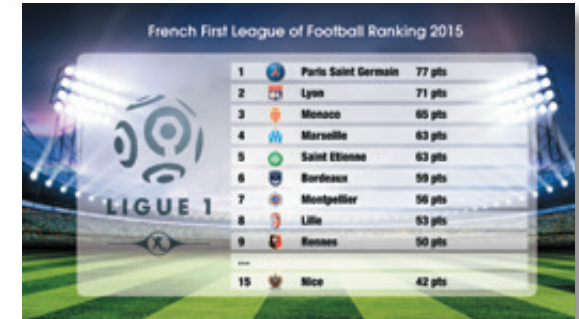 French First League of Football Ranking 2015
1 Paris Saint Germain 77 pts
2 Lyon 71 pts
3 Monaco 65 pts
4 Marseille 63 pts
5 Saint Etienne 63 pts
6 Bordeaux 59 pts
7 Montpellier 56 pts
8 Lille 53 pts
9 Rennes 50 pts
...
15 Nice 42 pts
LIGUE 1